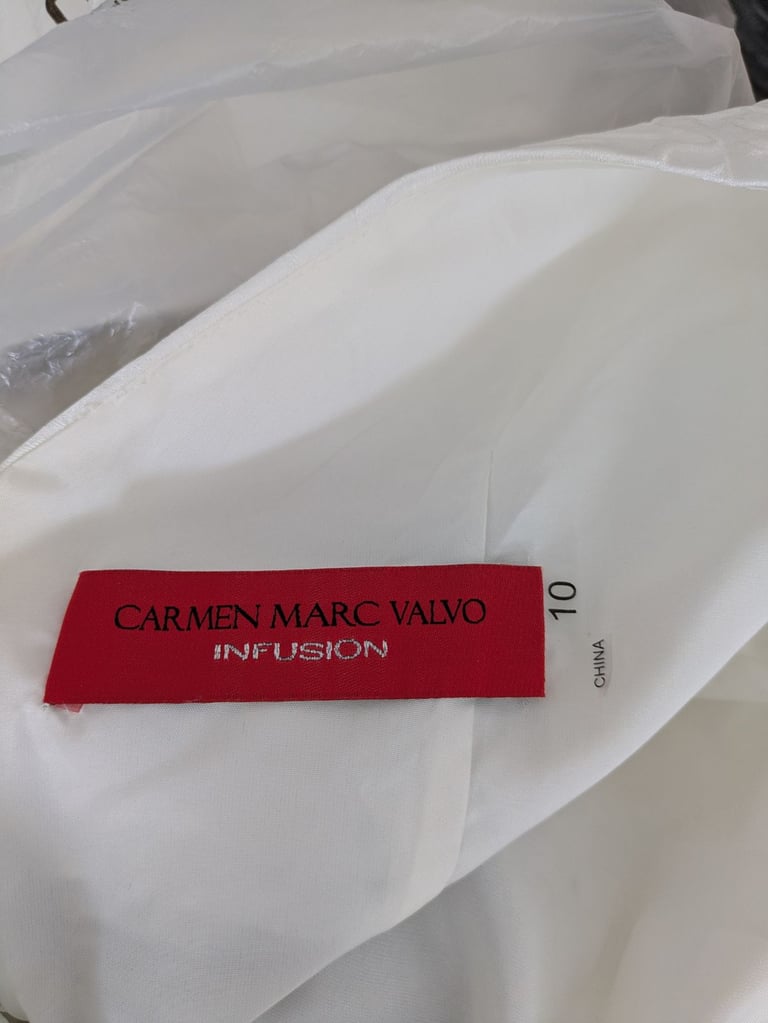 CARMEN MARC VALVO
INFUSION
10
CHINA